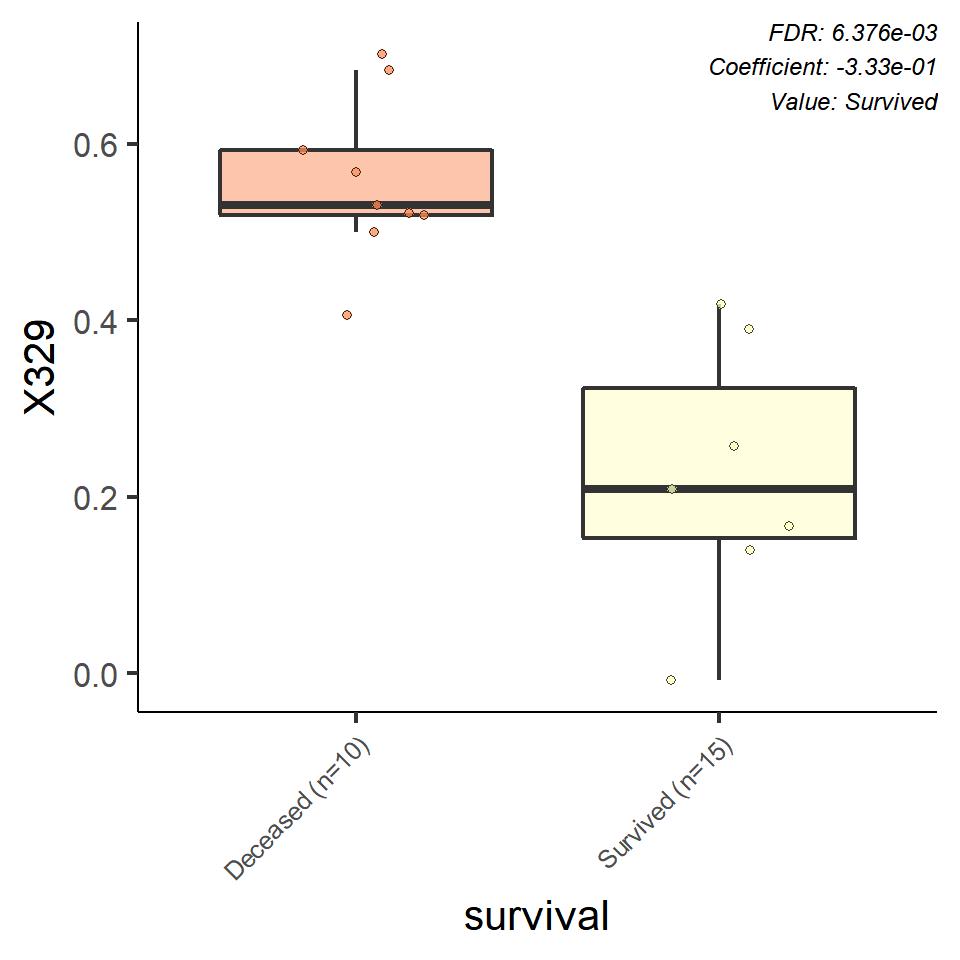 FDR: 6.376e-03
Coefficient: -3.33e-01
Value: Survived
X329
0.6
0.4
0.2
0.0
Deceased (n=10)
Survived (n=15)
survival